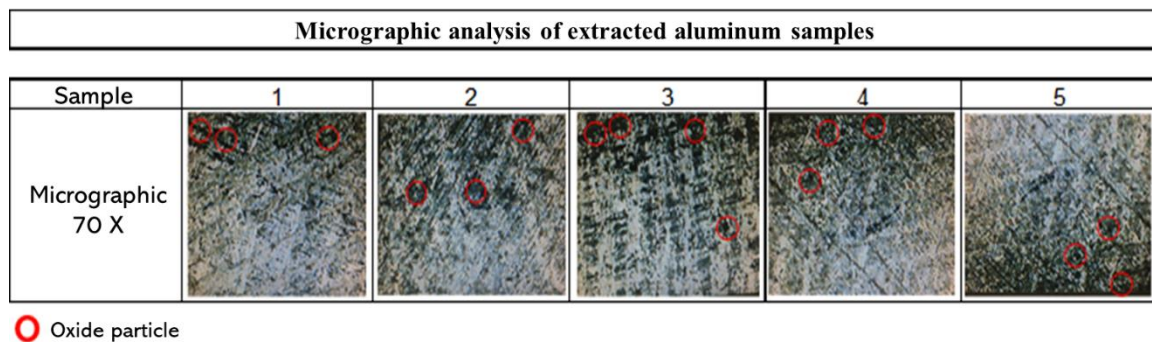 Micrographic analysis of extracted aluminum samples
Sample 1 2 3 4 5
Micrographic
70 X
Oxide particle